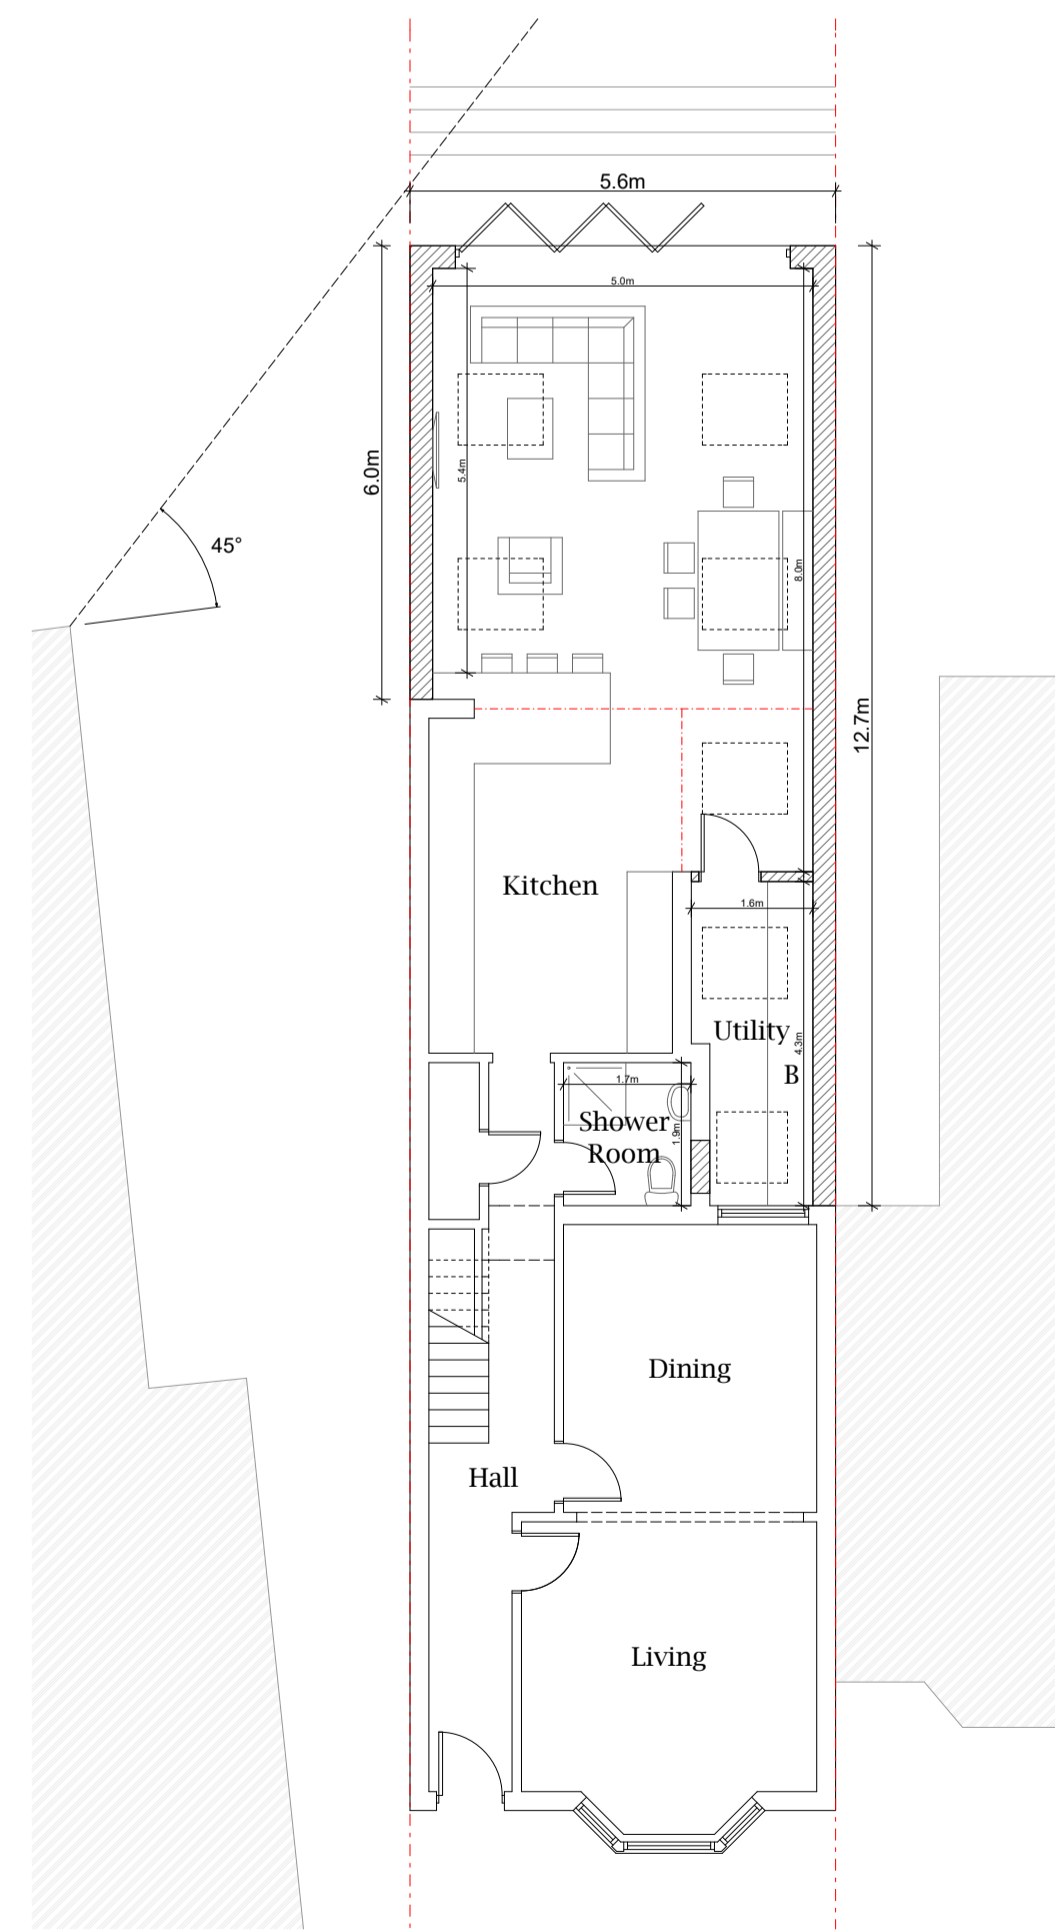 5.6m
5.0m
6.0m
5.4m
45°
8.0m
12.7m
Kitchen
1.6m
Utility
4.3m
B
1.7m
Shower
Room
1.9m
Dining
Hall
Living